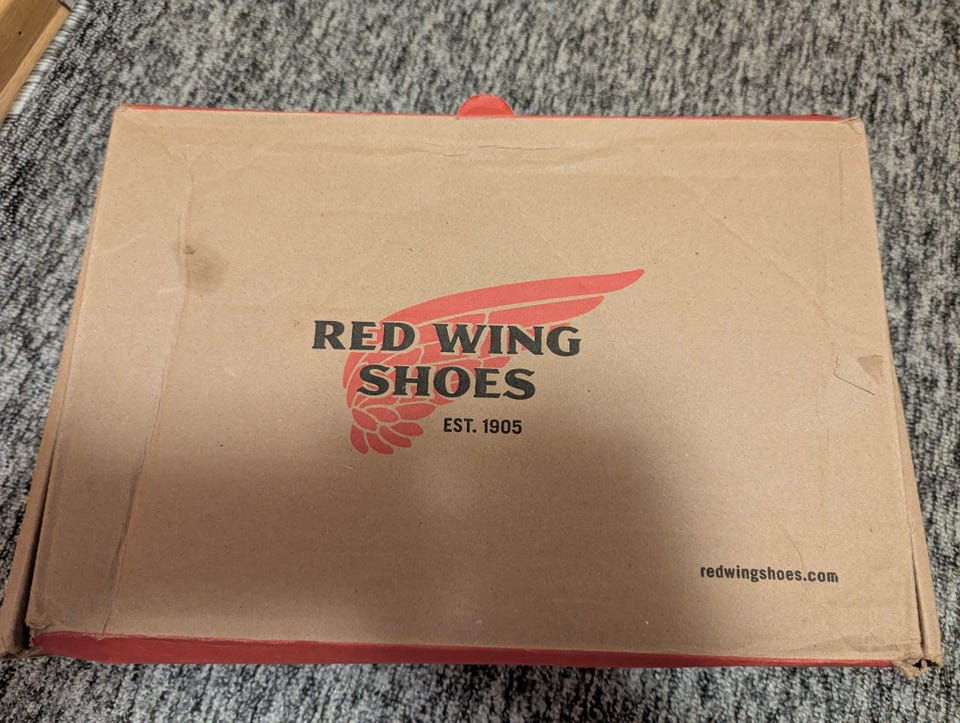 RED WING
SHOES
EST. 1905
redwingshoes.com